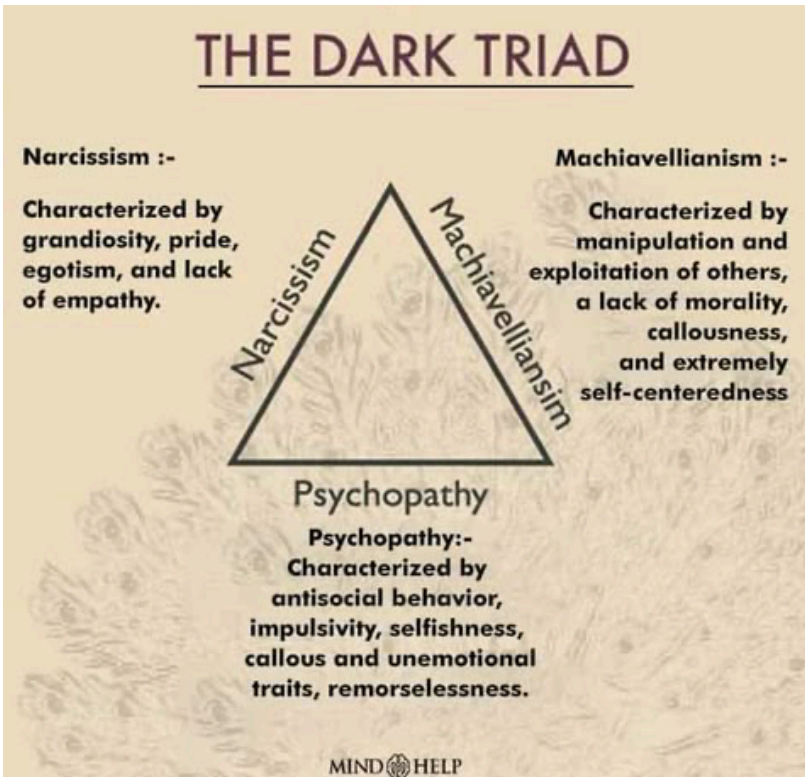 THE DARK TRIAD
Narcissism :-
Characterized by
grandiosity, pride,
egotism, and lack
of empathy.
Machiavellianism :-
Characterized by
manipulation and
exploitation of others,
a lack of morality,
callousness,
and extremely
self-centeredness
Narcissism
Machiavelliansim
Psychopathy
Psychopathy:-
Characterized by
antisocial behavior,
impulsivity, selfishness,
callous and unemotional
traits, remorselessness.
MIND HELP